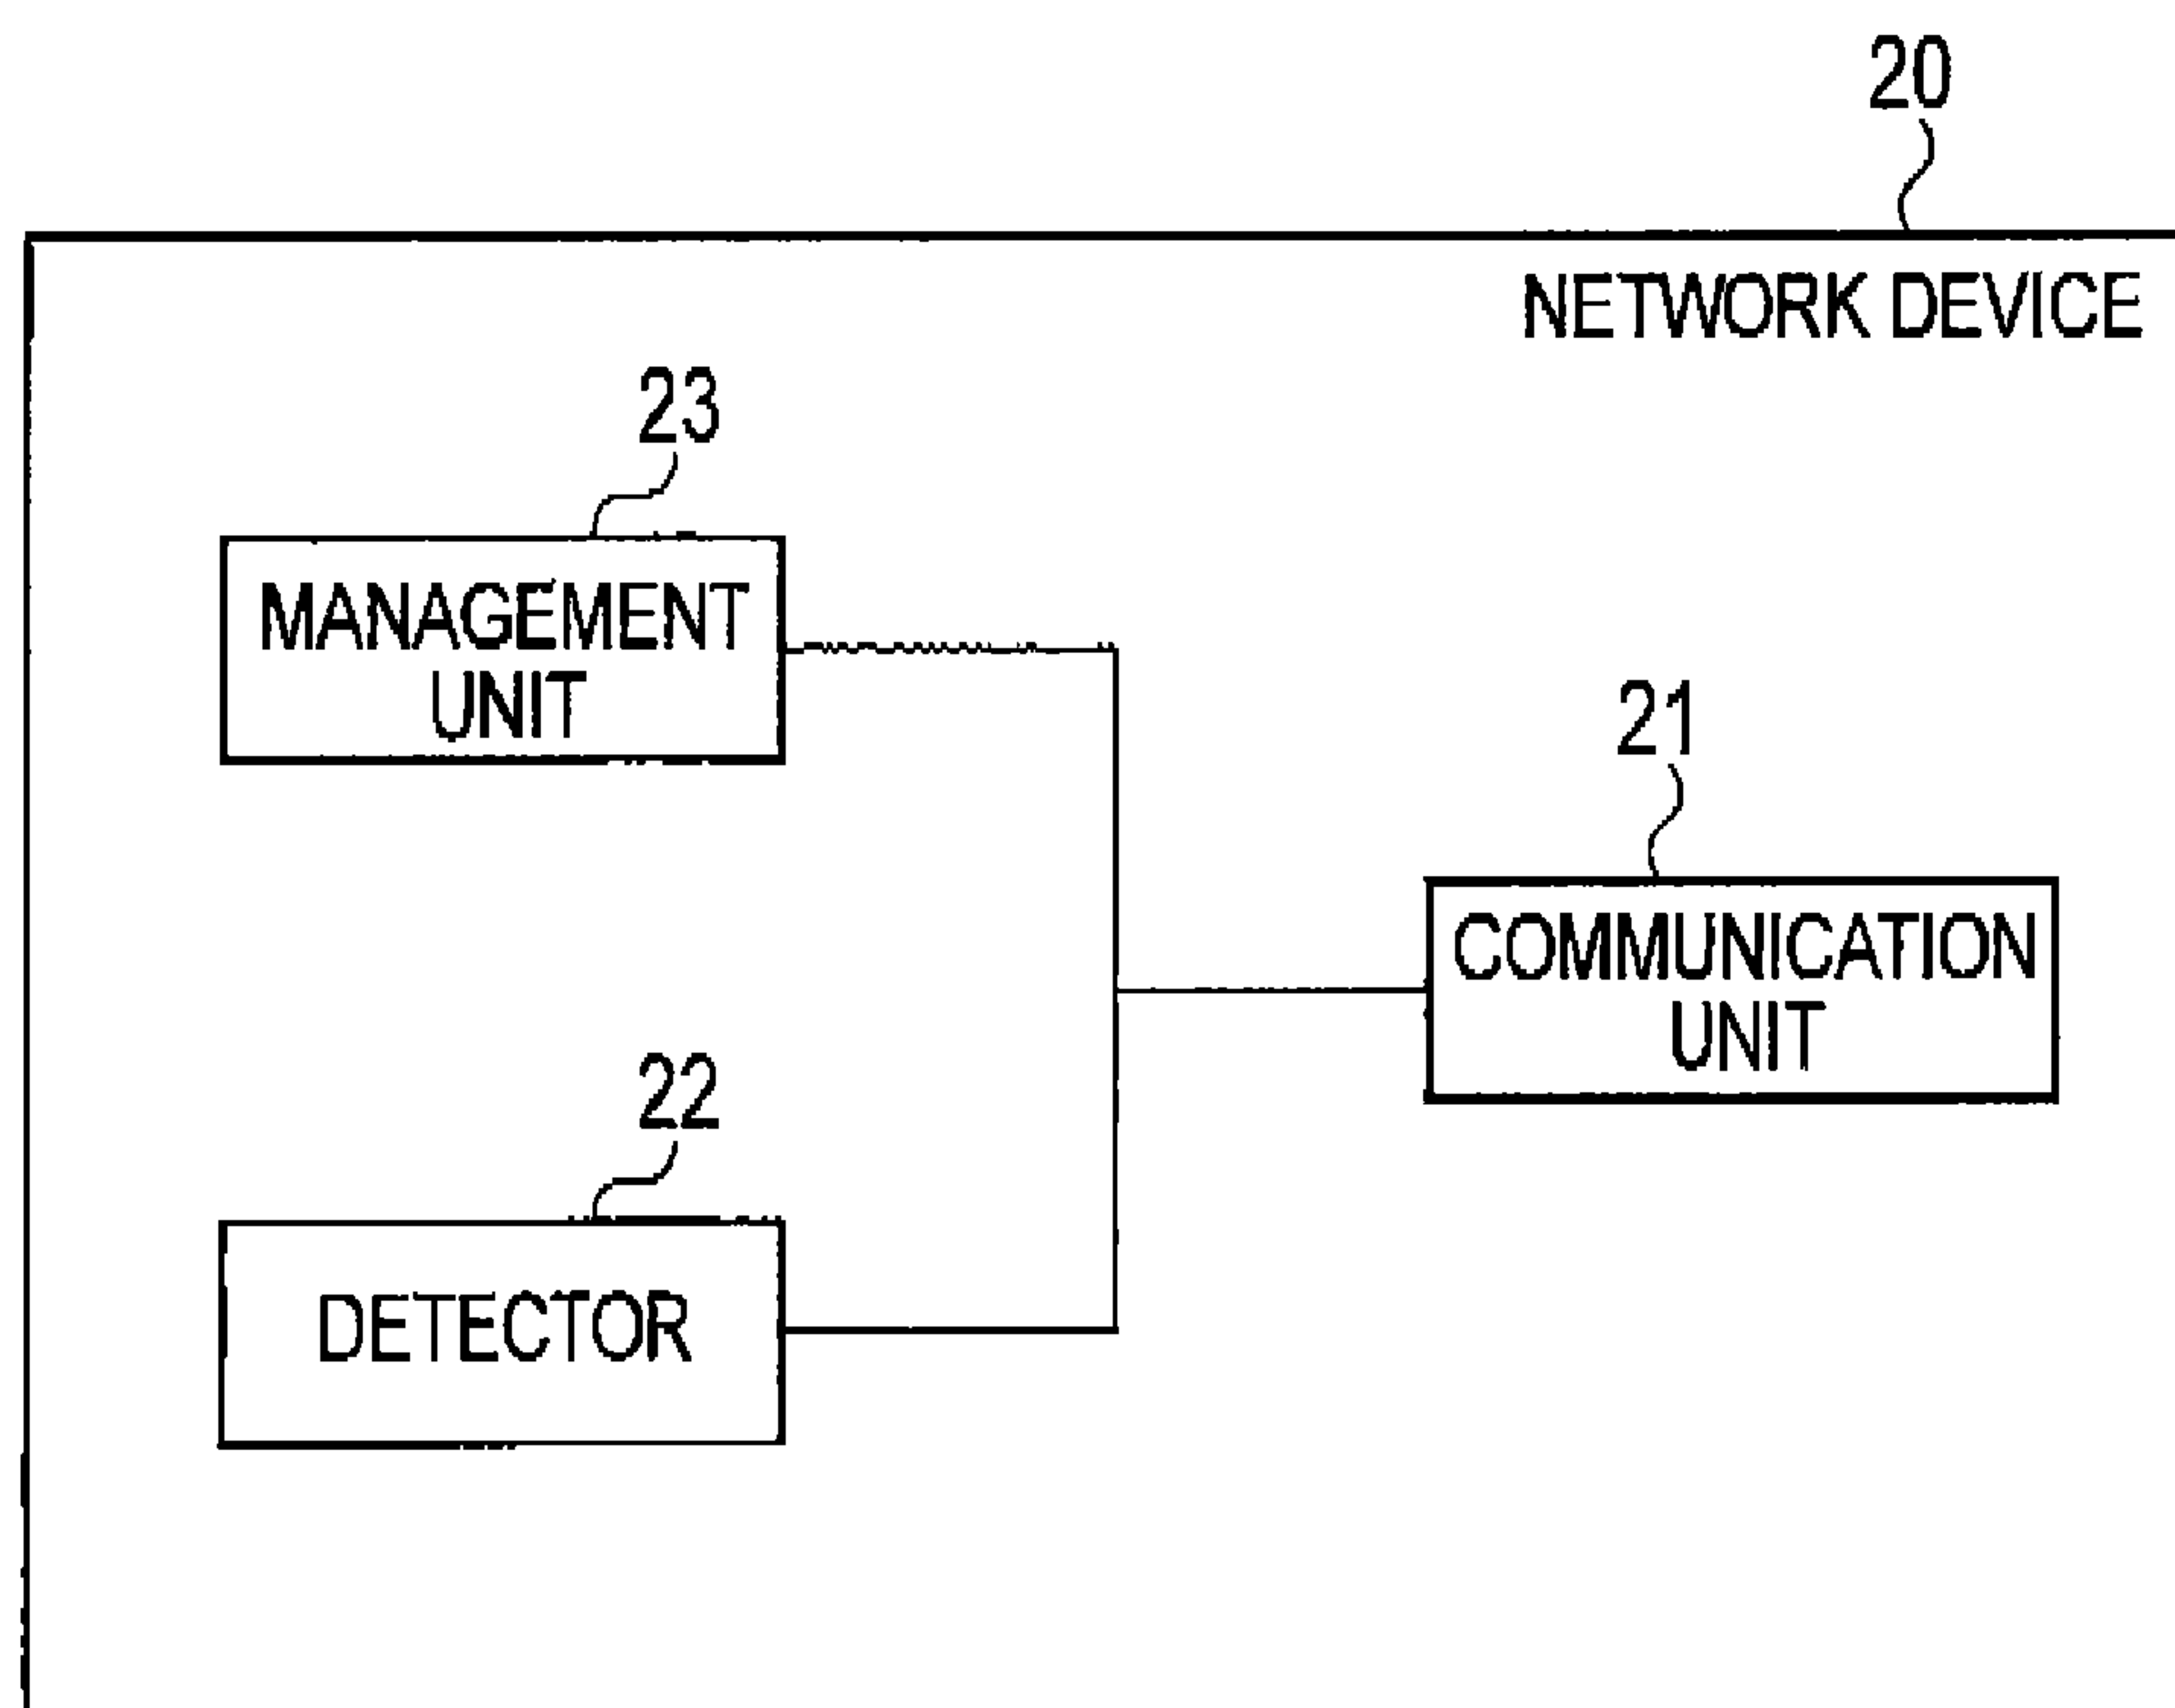 20
NETWORK DEVICE
23
MANAGEMENT
UNIT
21
COMMUNICATION
UNIT
22
DETECTOR